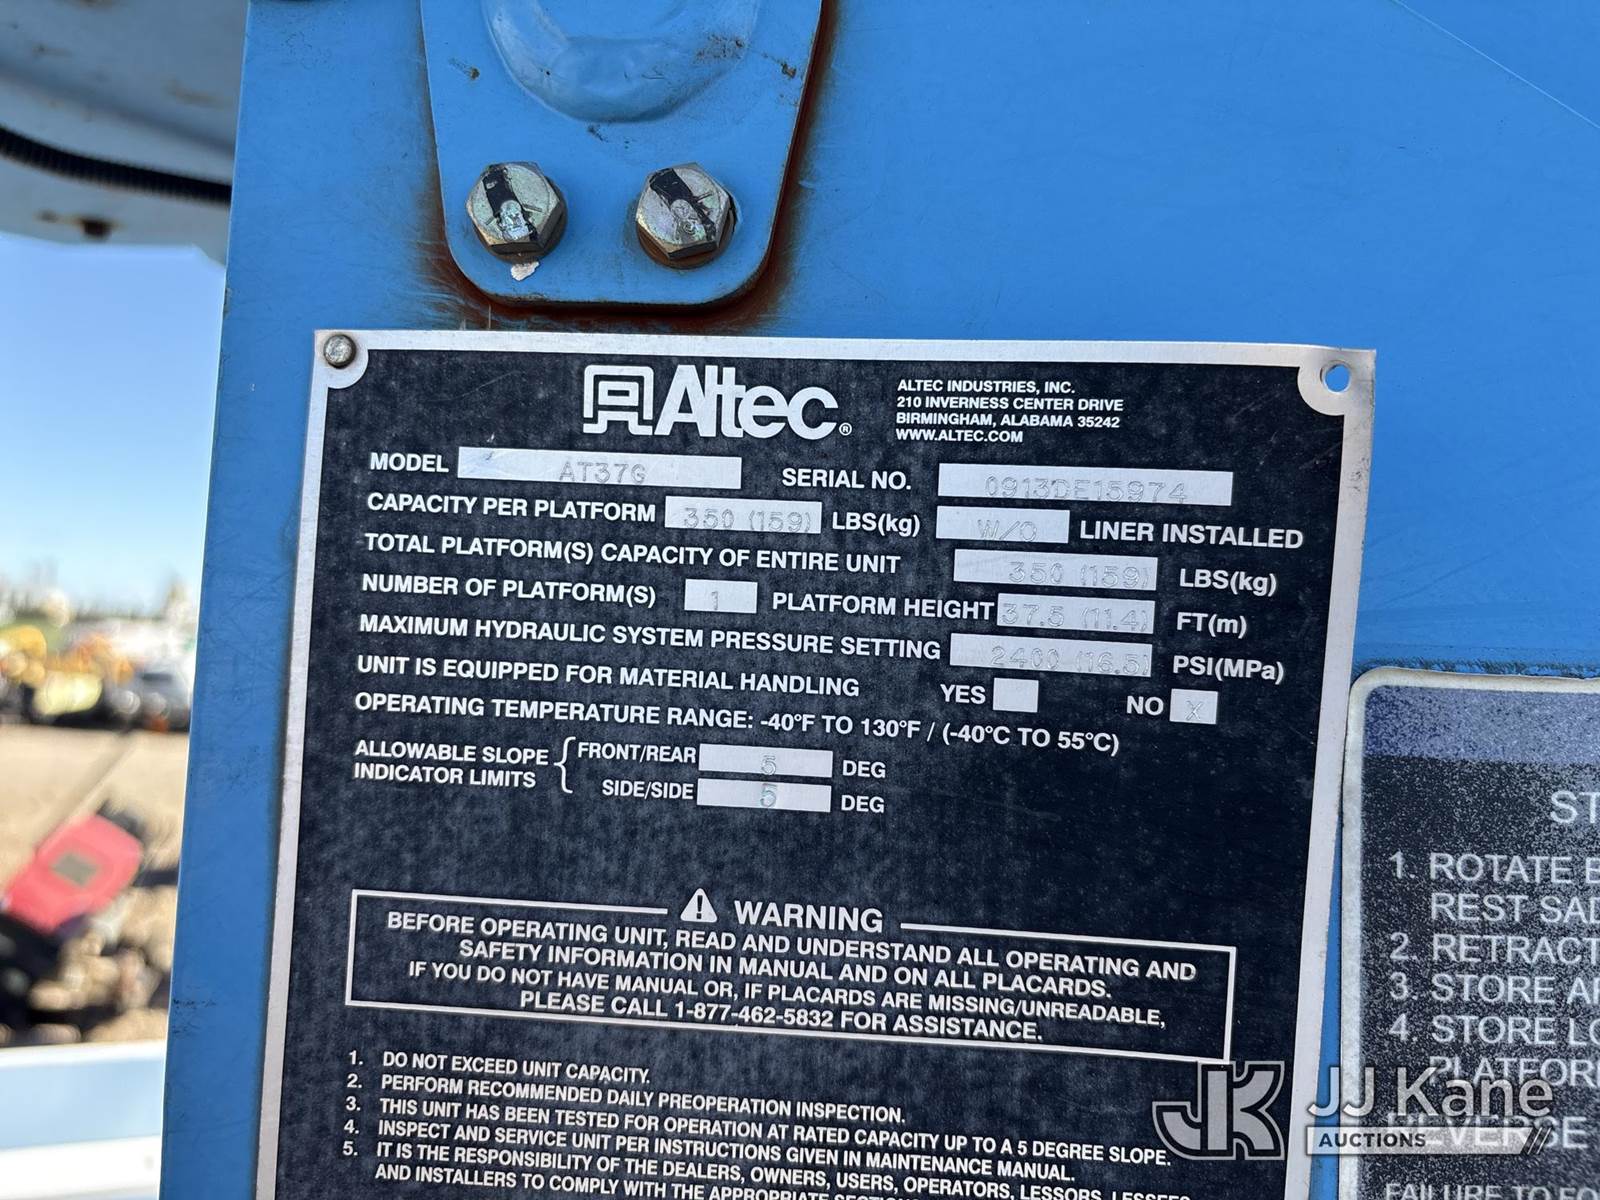 Altec®
ALTEC INDUSTRIES, INC.
210 INVERNESS CENTER DRIVE
BIRMINGHAM, ALABAMA 35242
WWW.ALTEC.COM
MODEL AT37G SERIAL NO. 0913DE15974
CAPACITY PER PLATFORM 350 (159) LBS(kg) W/O LINER INSTALLED
TOTAL PLATFORM(S) CAPACITY OF ENTIRE UNIT 350 (159) LBS(kg)
NUMBER OF PLATFORM(S) 1 PLATFORM HEIGHT 37.5 (11.4) FT(m)
MAXIMUM HYDRAULIC SYSTEM PRESSURE SETTING 2400 (16.5) PSI(MPa)
UNIT IS EQUIPPED FOR MATERIAL HANDLING YES NO X
OPERATING TEMPERATURE RANGE: -40°F TO 130°F / (-40°C TO 55°C)
ALLOWABLE SLOPE INDICATOR LIMITS { FRONT/REAR 5 DEG
SIDE/SIDE 5 DEG
⚠ WARNING
BEFORE OPERATING UNIT, READ AND UNDERSTAND ALL OPERATING AND
SAFETY INFORMATION IN MANUAL AND ON ALL PLACARDS.
IF YOU DO NOT HAVE MANUAL OR, IF PLACARDS ARE MISSING/UNREADABLE,
PLEASE CALL 1-877-462-5832 FOR ASSISTANCE.
1. DO NOT EXCEED UNIT CAPACITY.
2. PERFORM RECOMMENDED DAILY PREOPERATION INSPECTION.
3. THIS UNIT HAS BEEN TESTED FOR OPERATION AT RATED CAPACITY UP TO A 5 DEGREE SLOPE.
4. INSPECT AND SERVICE UNIT PER INSTRUCTIONS GIVEN IN MAINTENANCE MANUAL.
5. IT IS THE RESPONSIBILITY OF THE DEALERS, OWNERS, USERS, OPERATORS, LESSORS, LESSEES
AND INSTALLERS TO COMPLY WITH THE APPROPRIATE
ST
1. ROTATE
REST
2. RETRACT
3. STORE
4. STORE
REVERSE
FAILURE TO
JK JJ Kane
AUCTIONS